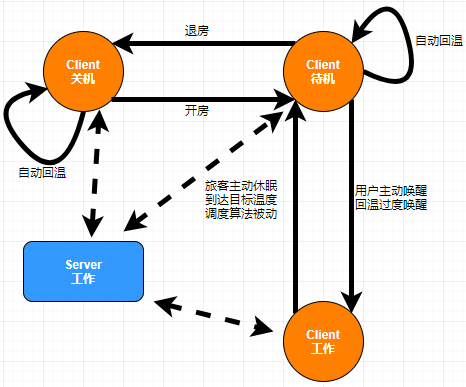 退房
自动回温
Client
关机
Client
待机
开房
自动回温
旅客主动休眠
到达目标温度
调度算法被动
用户主动唤醒
回温过度唤醒
Server
工作
Client
工作